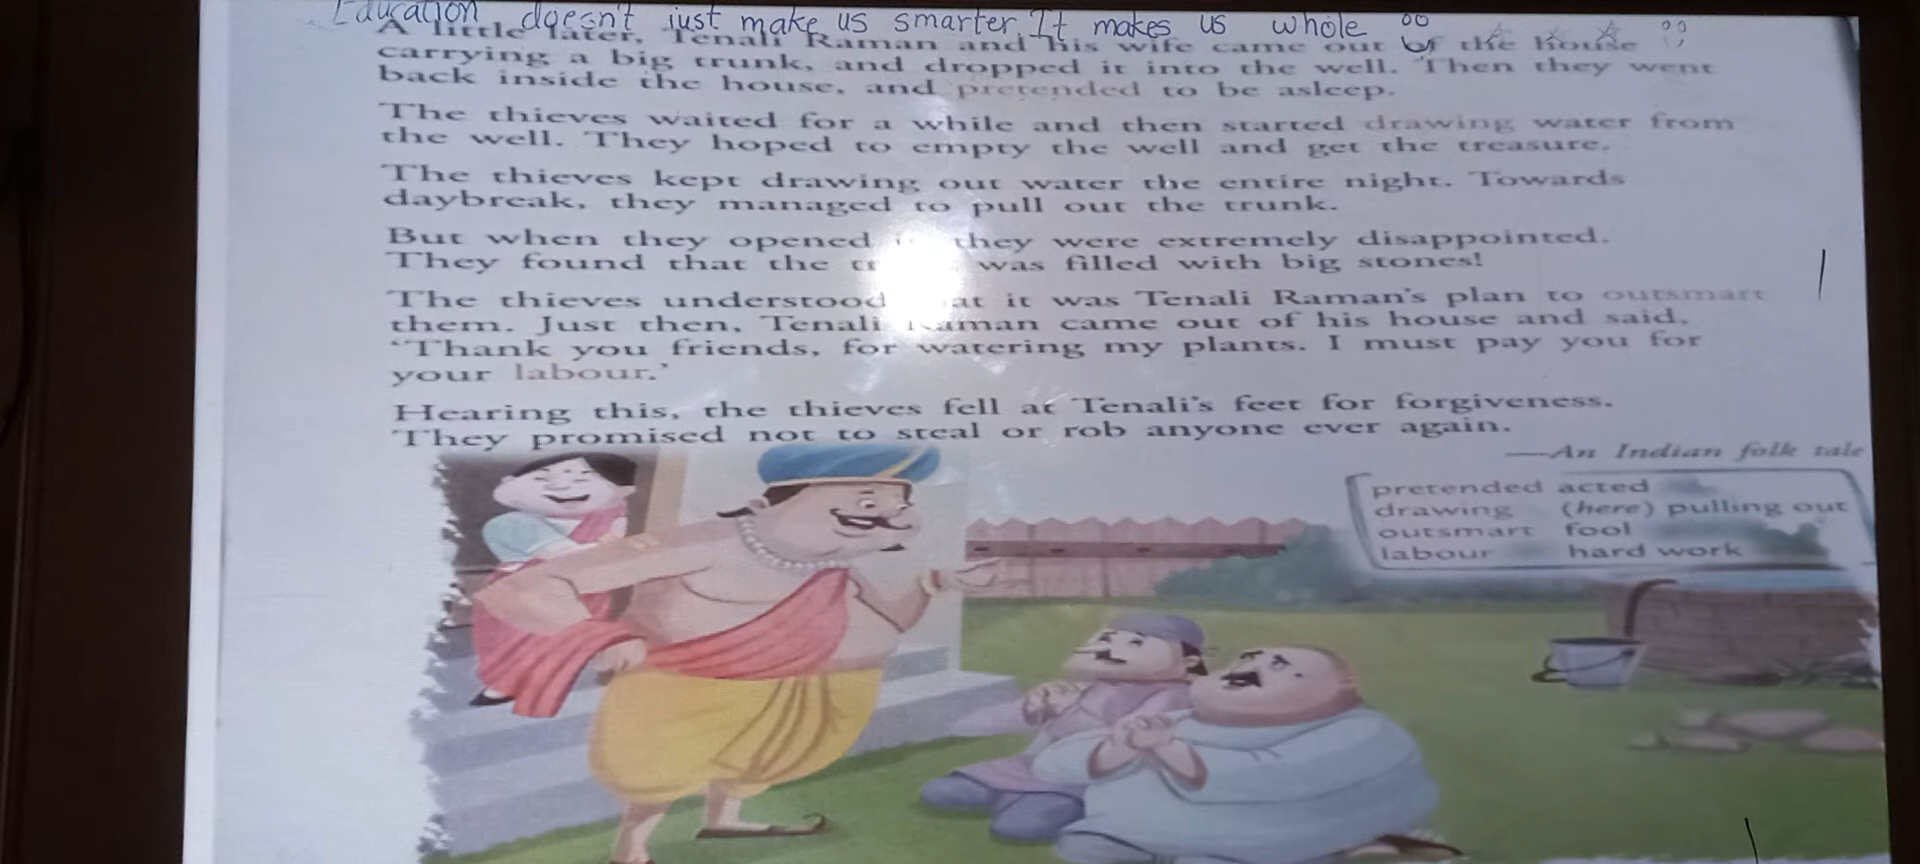 Education doesn't just make us smarter. It makes us whole
A little later, Tenali Raman and his wife came out of the house
carrying a big trunk, and dropped it into the well. Then they went
back inside the house, and pretended to be asleep.
The thieves waited for a while and then started drawing water from
the well. They hoped to empty the well and get the treasure.
The thieves kept drawing out water the entire night. Towards
daybreak, they managed to pull out the trunk.
But when they opened they were extremely disappointed.
They found that the was filled with big stones!
The thieves understood it was Tenali Raman's plan to outsmart
them. Just then, Tenali Raman came out of his house and said,
'Thank you friends, for watering my plants. I must pay you for
your labour.'
Hearing this, the thieves fell at Tenali's feet for forgiveness.
They promised not to steal or rob anyone ever again.
—An Indian folk tale
pretended acted
drawing (here) pulling out
outsmart fool
labour hard work